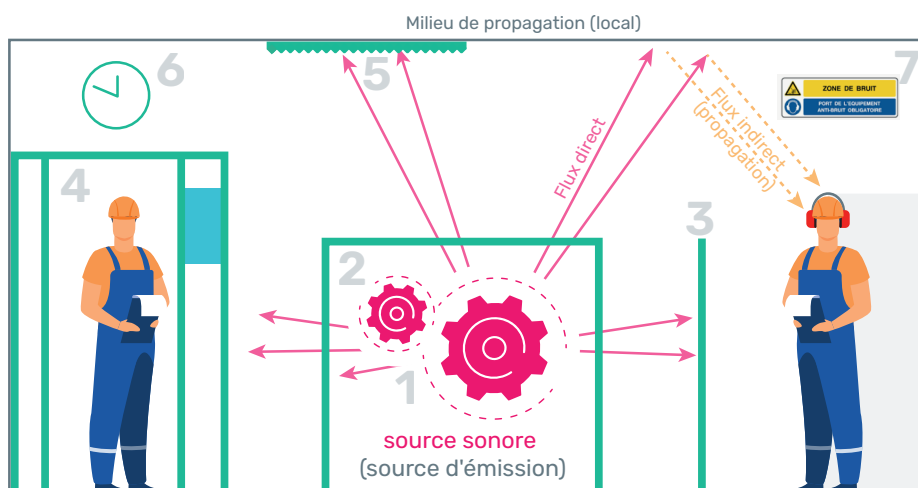 Milieu de propagation (local)
5
6
7
ZONE DE BRUIT
PORT DE L'EQUIPEMENT
ANTI-BRUIT OBLIGATOIRE
Flux direct
Flux indirect
(propagation)
4
3
2
1
source sonore
(source d'émission)